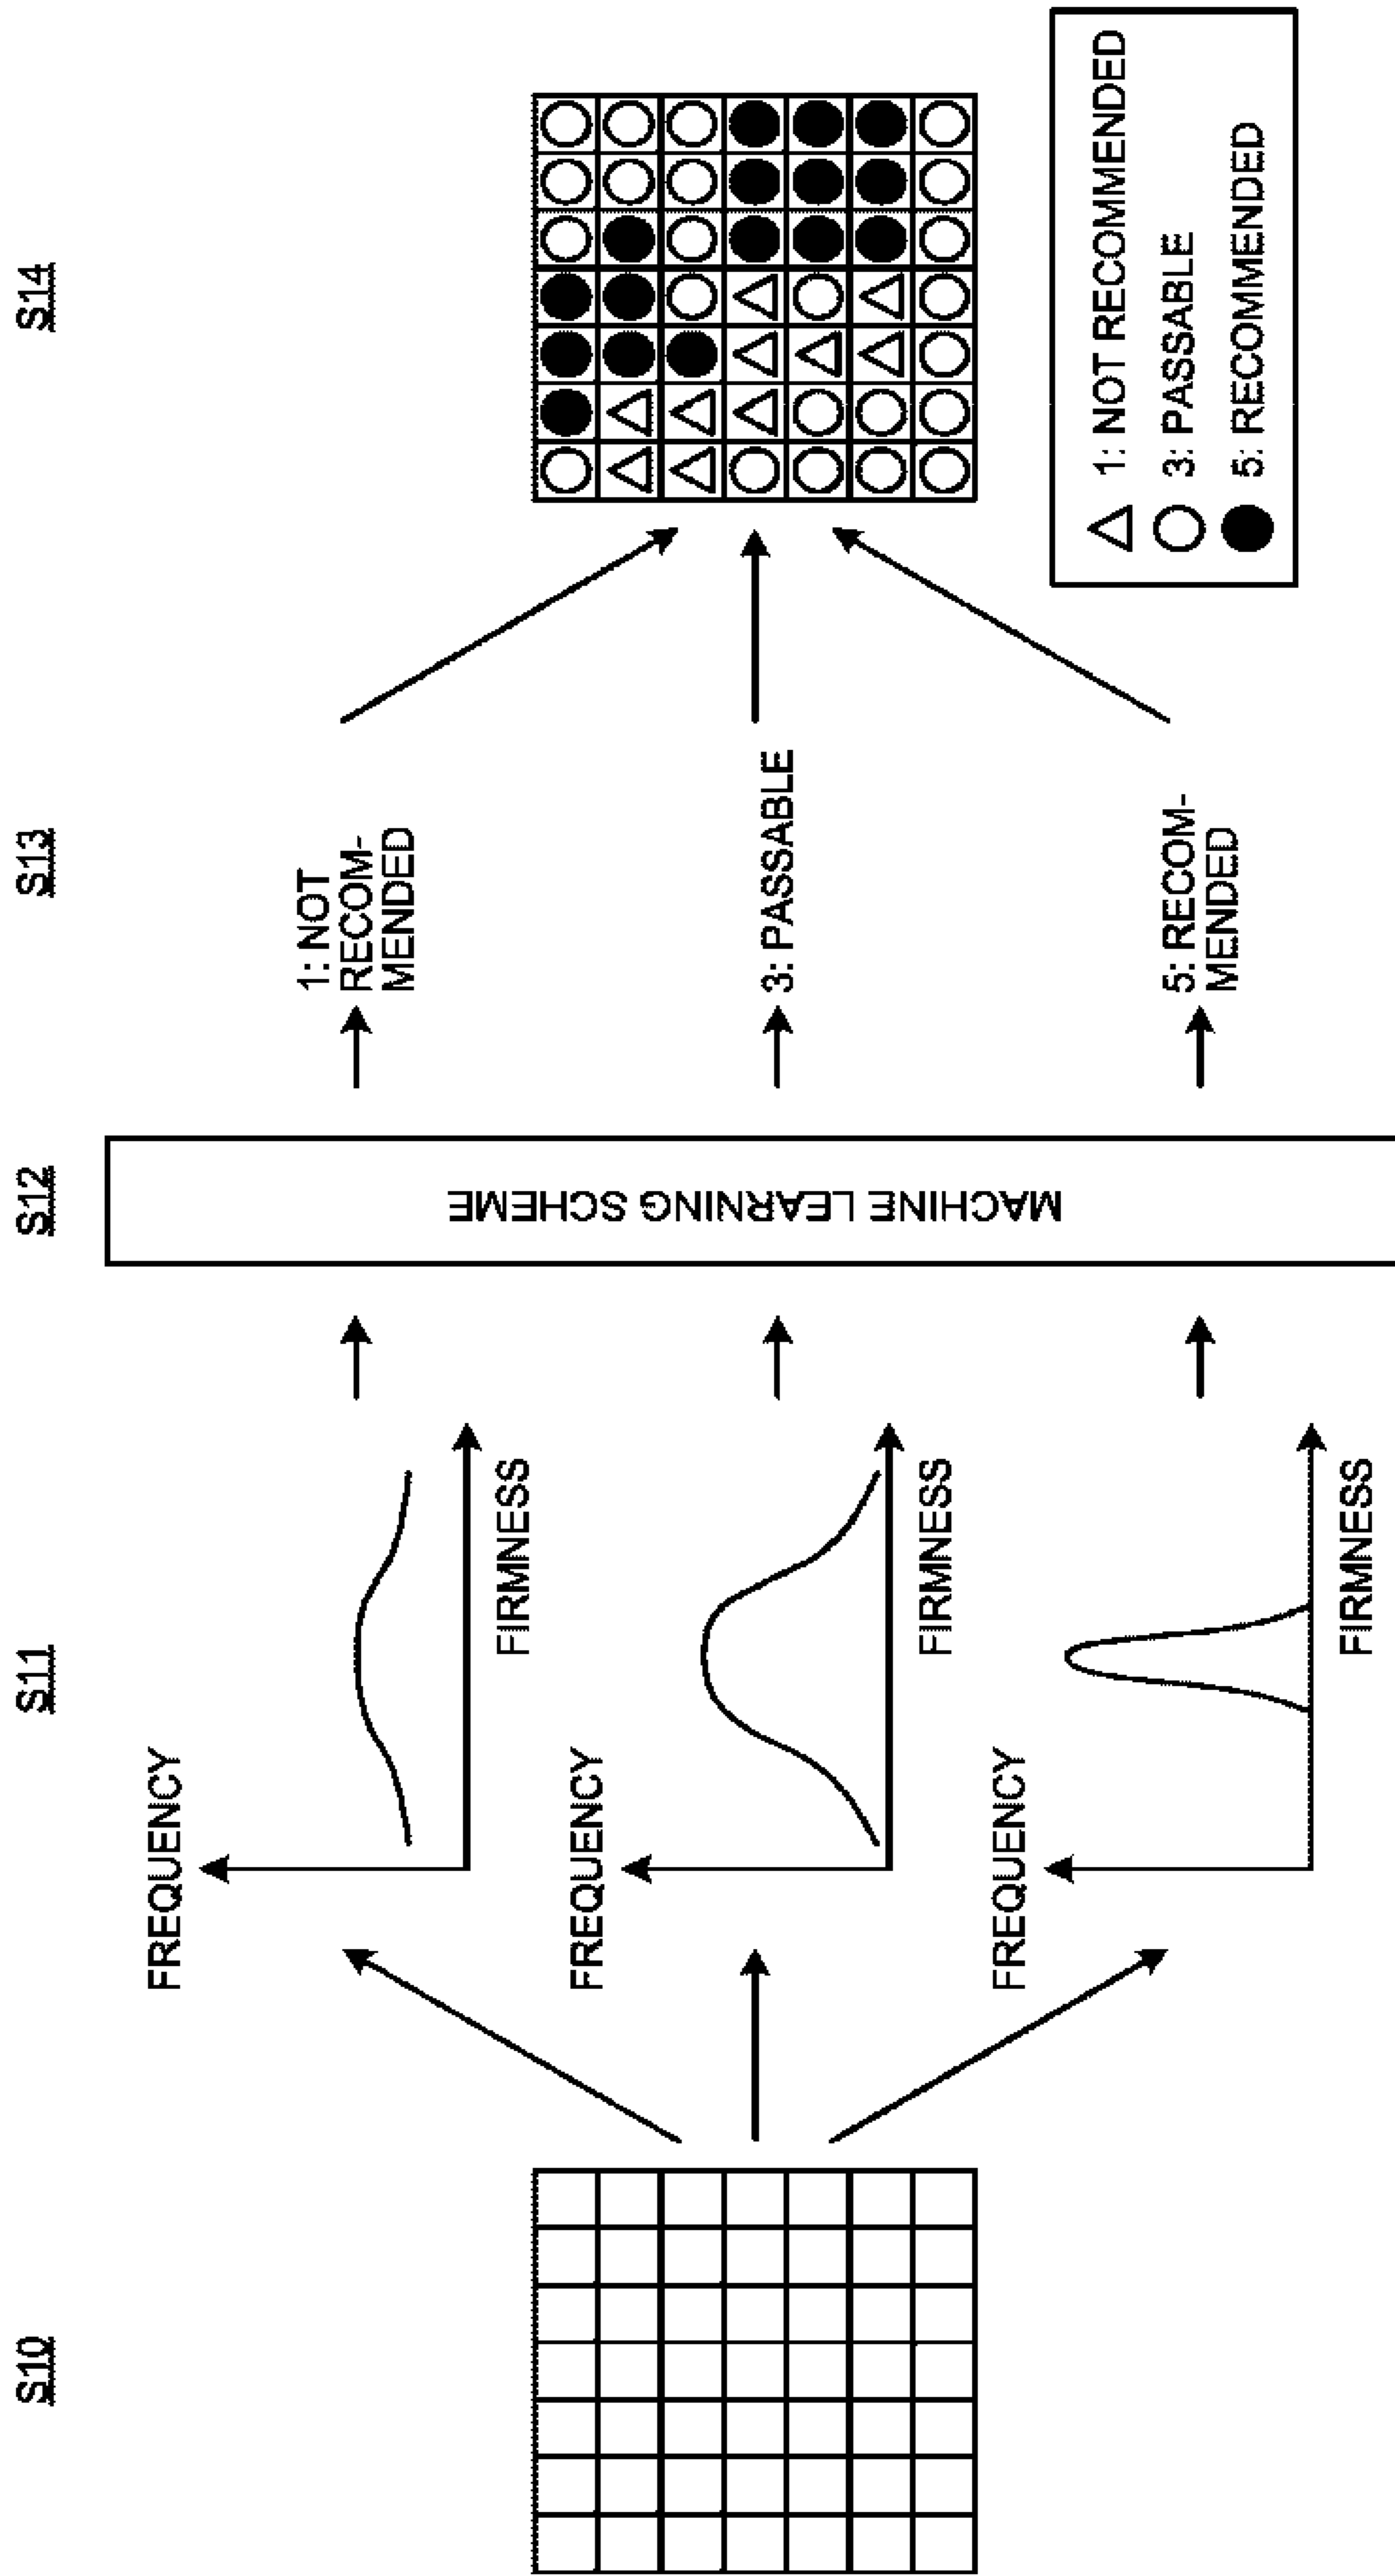 S10
S11
S12
S13
S14
FREQUENCY
FIRMNESS
FREQUENCY
FIRMNESS
FREQUENCY
FIRMNESS
MACHINE LEARNING SCHEME
1: NOT
RECOM-
MENDED
3: PASSABLE
5: RECOM-
MENDED
1: NOT RECOMMENDED
3: PASSABLE
5: RECOMMENDED